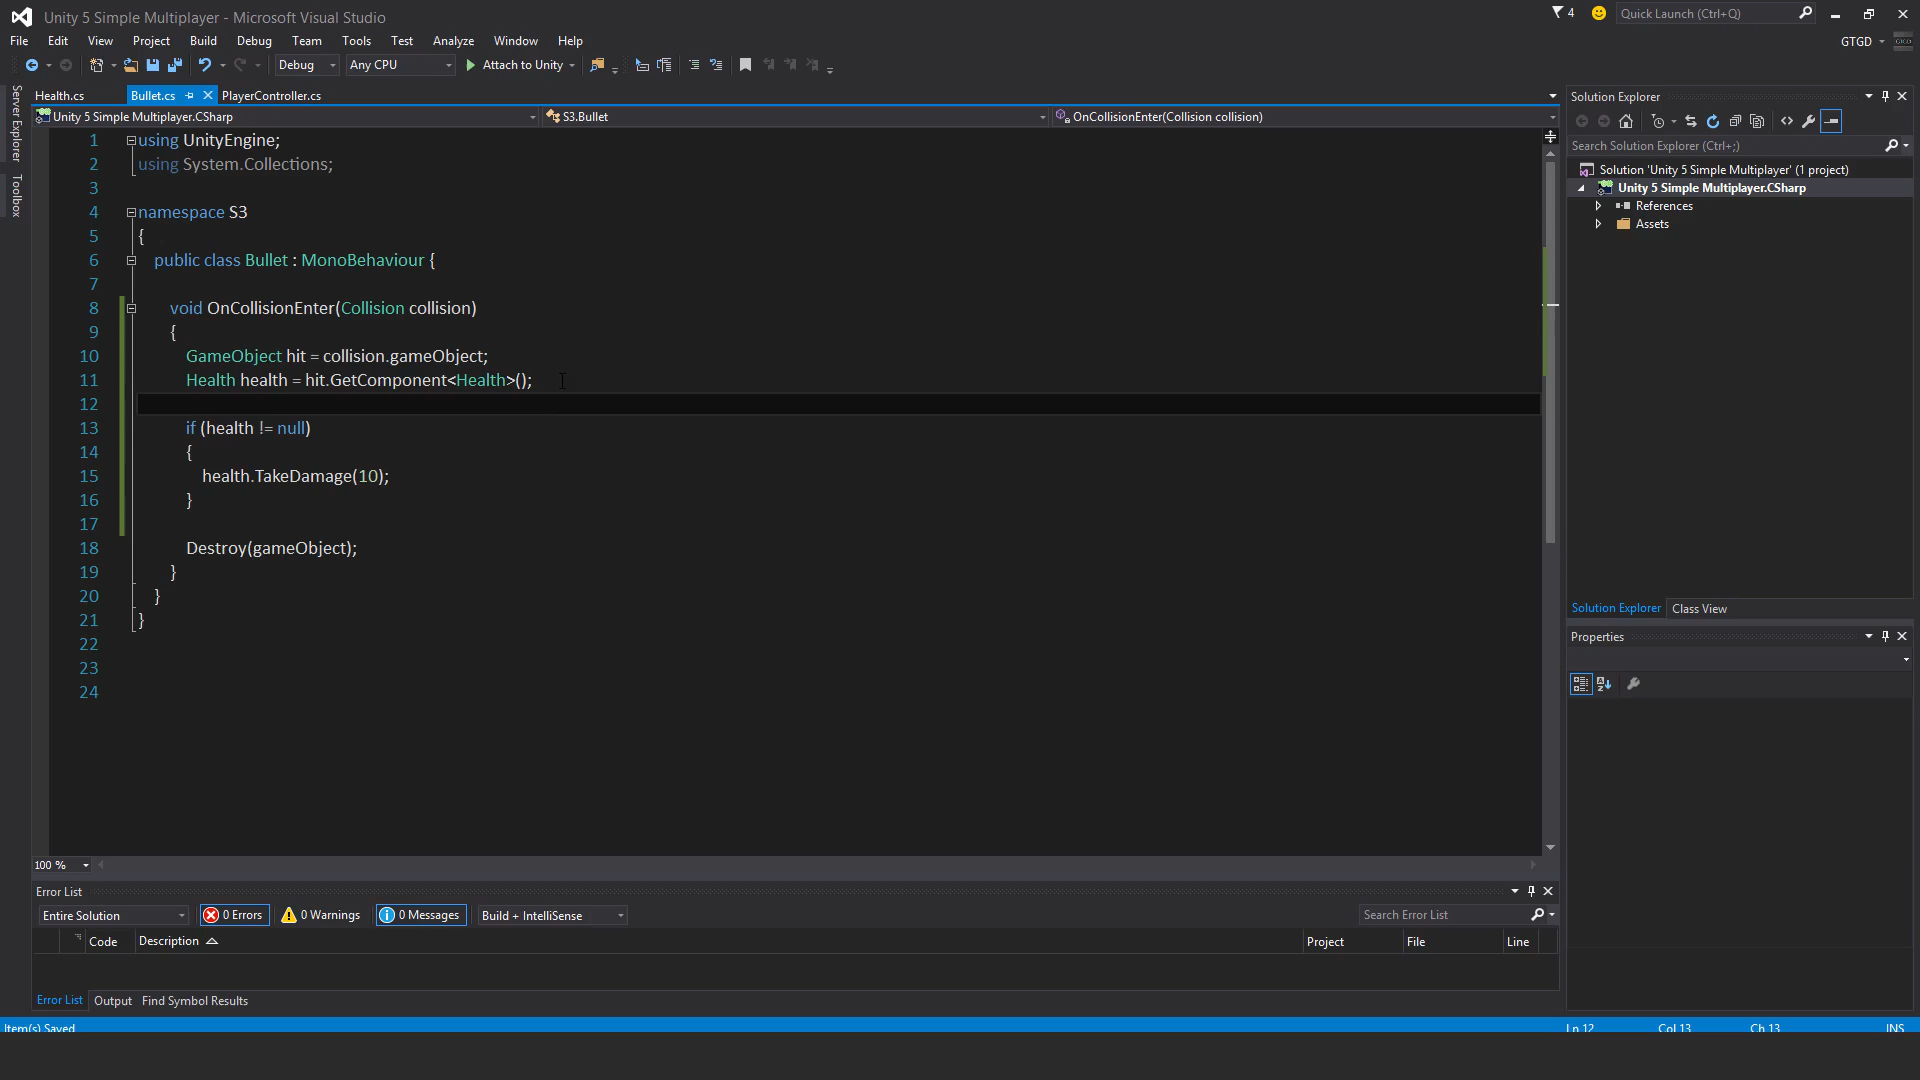 Unity 5 Simple Multiplayer - Microsoft Visual Studio
4
Quick Launch (Ctrl+Q)
File Edit View Project Build Debug Team Tools Test Analyze Window Help
GTGD
Debug Any CPU Attach to Unity
Server Explorer
Toolbox
Health.cs Bullet.cs PlayerController.cs
Unity 5 Simple Multiplayer.CSharp S3.Bullet OnCollisionEnter(Collision collision)
1 using UnityEngine;
2 using System.Collections;
3
4 namespace S3
5 {
6 public class Bullet : MonoBehaviour {
7
8 void OnCollisionEnter(Collision collision)
9 {
10 GameObject hit = collision.gameObject;
11 Health health = hit.GetComponent<Health>();
12
13 if (health != null)
14 {
15 health.TakeDamage(10);
16 }
17
18 Destroy(gameObject);
19 }
20 }
21 }
22
23
24
100 %
Solution Explorer
Search Solution Explorer (Ctrl+;)
Solution 'Unity 5 Simple Multiplayer' (1 project)
Unity 5 Simple Multiplayer.CSharp
References
Assets
Solution Explorer Class View
Properties
Error List
Entire Solution 0 Errors 0 Warnings 0 Messages Build + IntelliSense Search Error List
Code Description Project File Line
Error List Output Find Symbol Results
Item(s) Saved Ln 12 Col 13 Ch 13 INS